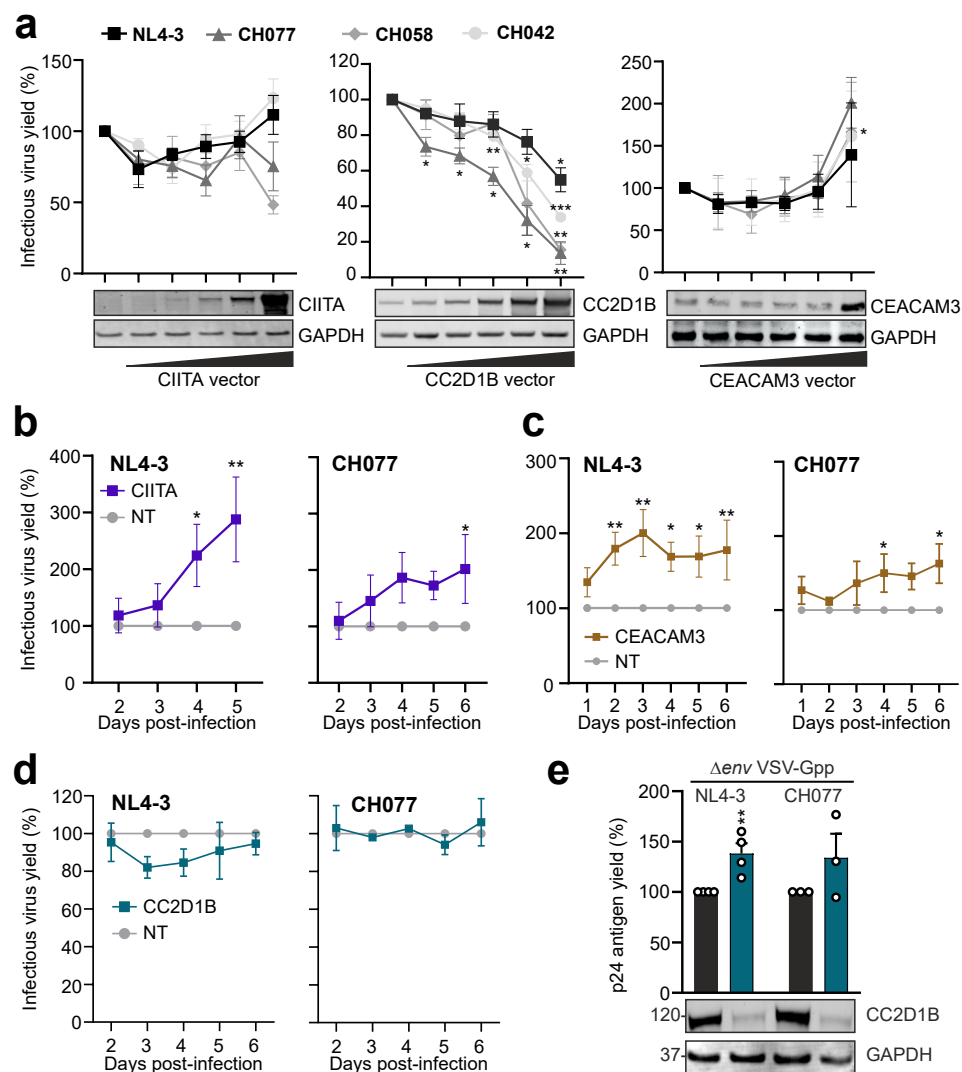 a
NL4-3 CH077 CH058 CH042
Infectious virus yield (%)
150
100
50
0
CIITA
GAPDH
CIITA vector
120
100
80
60
40
20
0
* * ** * * * * * *** ** **
CC2D1B
GAPDH
CC2D1B vector
250
200
150
100
50
0
*
CEACAM3
GAPDH
CEACAM3 vector
b
Infectious virus yield (%)
NL4-3
400
300
200
100
0
CIITA
NT
* **
2 3 4 5
Days post-infection
CH077
*
2 3 4 5 6
Days post-infection
c
NL4-3
300
200
100
0
** ** * * **
CEACAM3
NT
1 2 3 4 5 6
Days post-infection
CH077
* *
1 2 3 4 5 6
Days post-infection
d
Infectious virus yield (%)
NL4-3
120
100
80
60
40
20
0
CC2D1B
NT
2 3 4 5 6
Days post-infection
CH077
2 3 4 5 6
Days post-infection
e
Δenv VSV-Gpp
NL4-3 CH077
p24 antigen yield (%)
200
150
100
50
0
**
120 CC2D1B
37 GAPDH